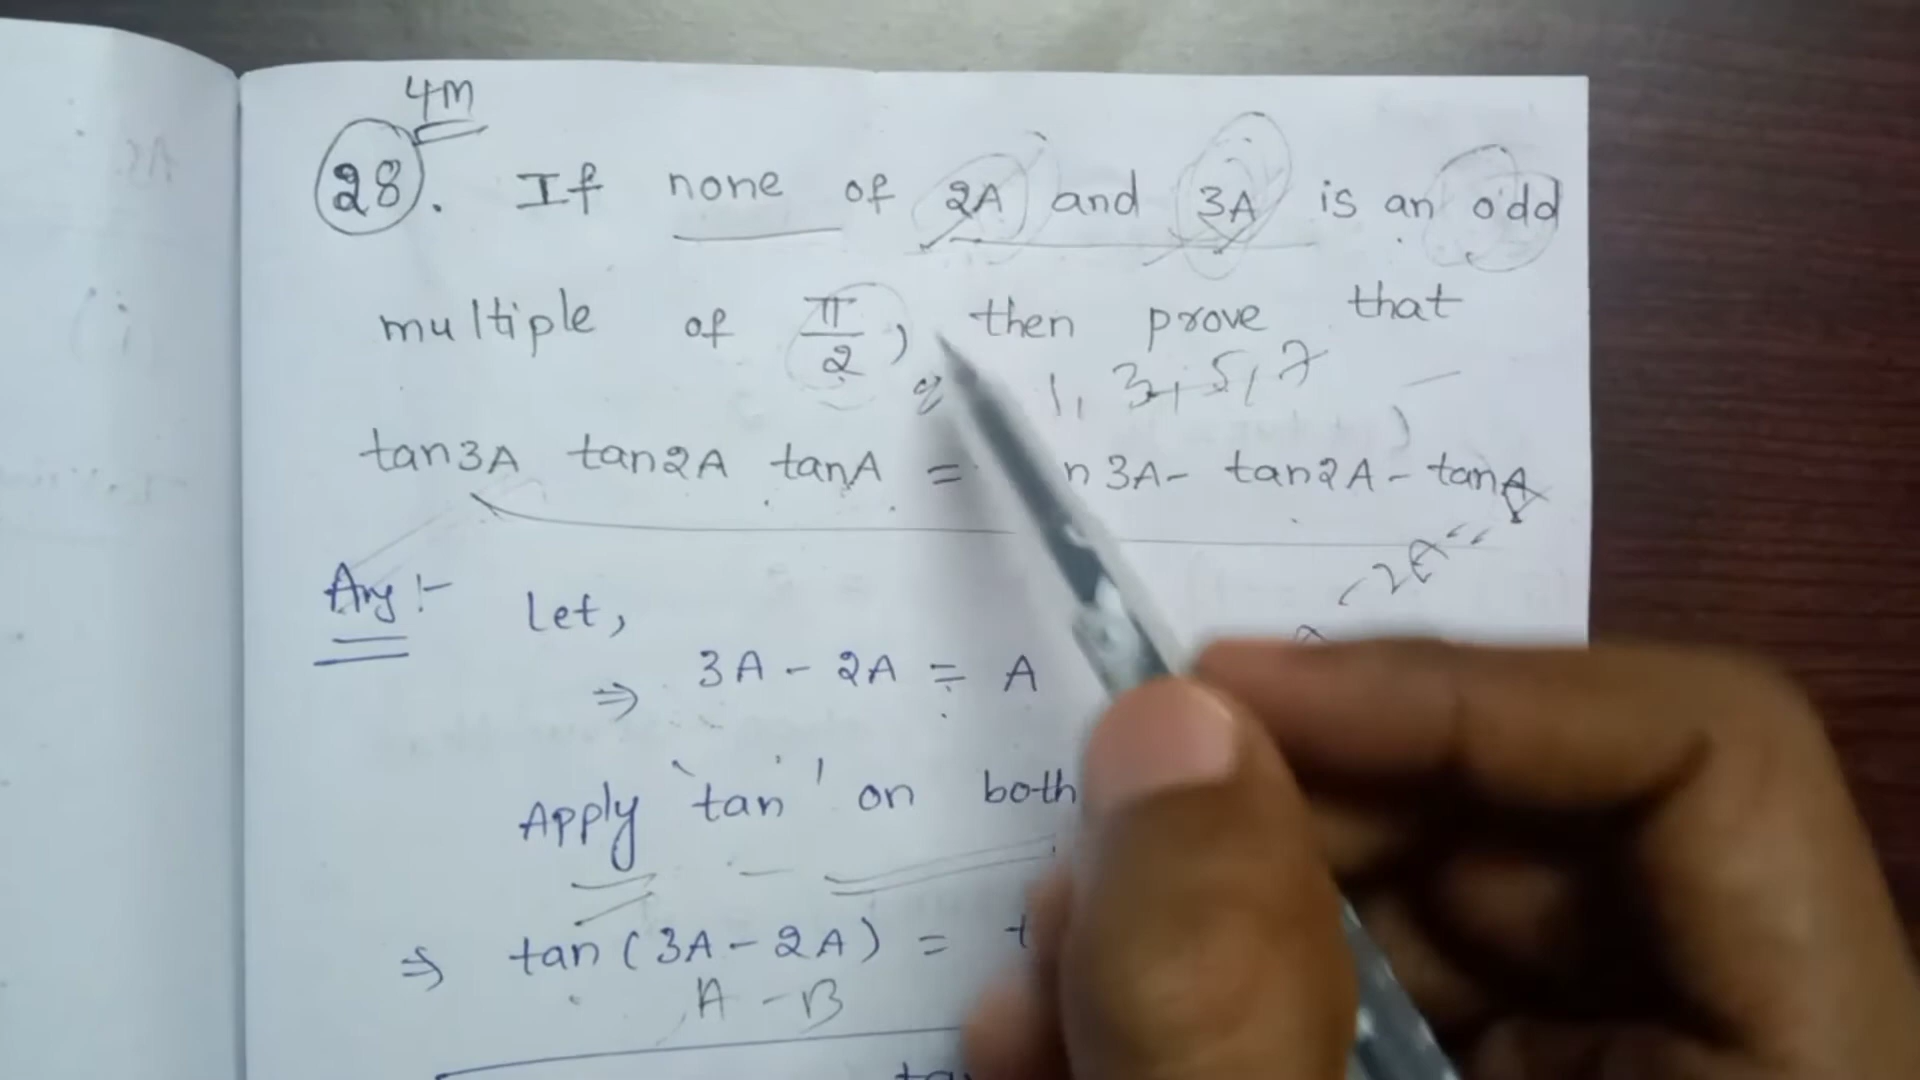 4m
28. If none of 2A and 3A is an odd
multiple of π/2, then prove that
1, 3, 5, 7
tan3A tan2A tanA = n 3A - tan2A - tanA
2A
Ans :- Let,
⇒ 3A - 2A = A
Apply 'tan' on both
⇒ tan (3A - 2A) = t
A - B